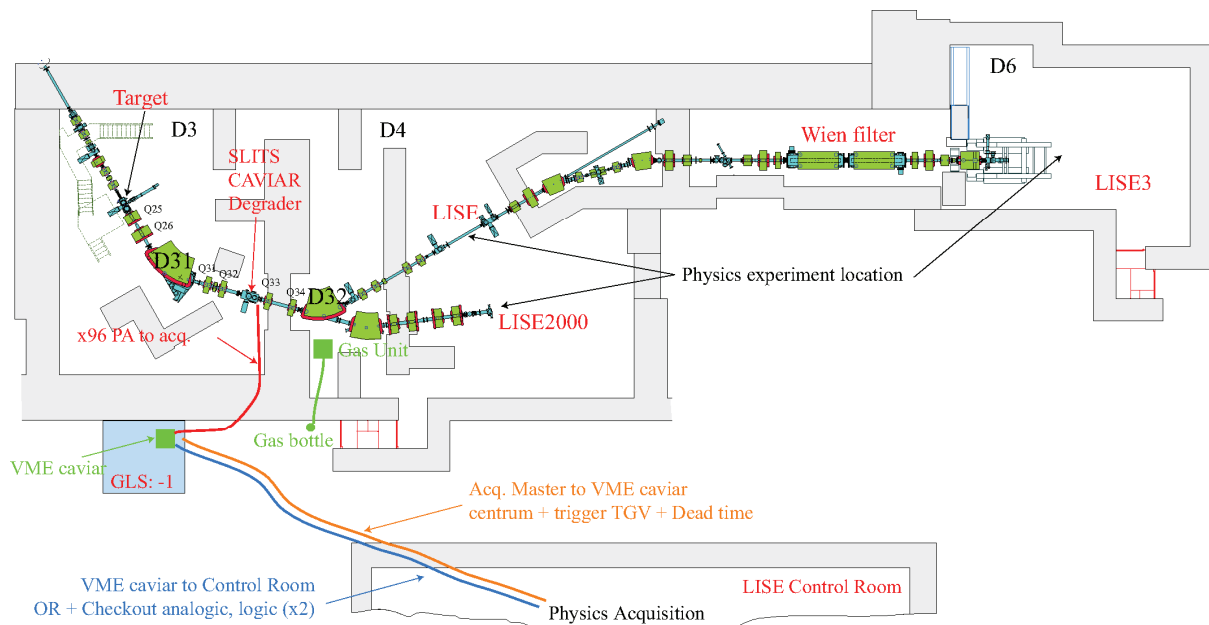 D6
Target
D3
D4
Wien filter
SLITS
CAVIAR
Degrader
LISE3
Q25
Q26
LISE
D31
Q31
Q32
Q33
Q34
D32
Physics experiment location
LISE2000
x96 PA to acq.
Gas Unit
Gas bottle
VME caviar
GLS: -1
Acq. Master to VME caviar
centrum + trigger TGV + Dead time
VME caviar to Control Room
OR + Checkout analogic, logic (x2)
LISE Control Room
Physics Acquisition